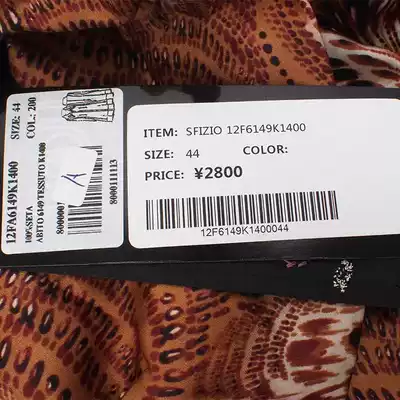 SIZE: 44
COL: 200
12FA6149K1400
100%SETA
ABITO 6149 TESSUTO K1400
8000007
8000111113
ITEM: SFIZIO 12F6149K1400
SIZE: 44 COLOR:
PRICE: ¥2800
12F6149K1400044